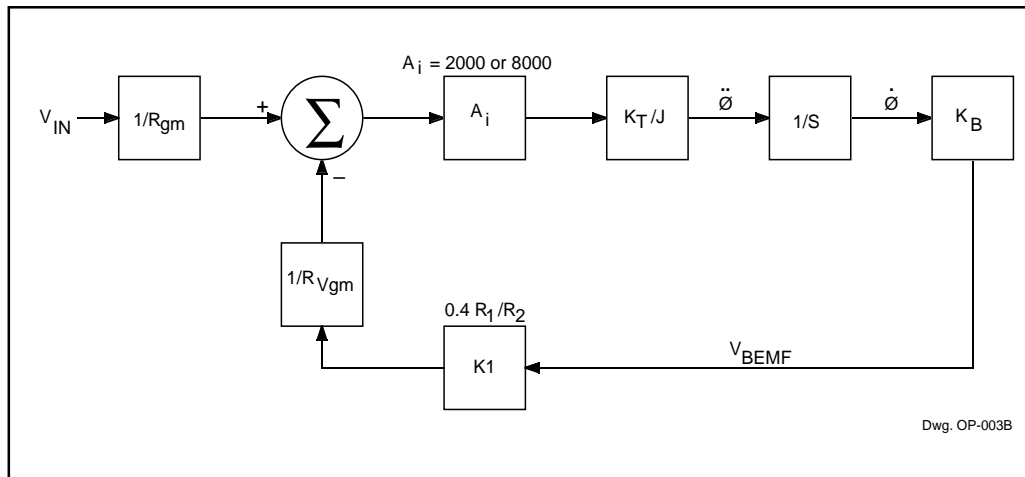 A i = 2000 or 8000
V IN
1/R gm
+
Σ
A i
K T /J
ø̈
1/S
ø̇
K B
–
1/R Vgm
0.4 R 1 /R 2
K1
V BEMF
Dwg. OP-003B